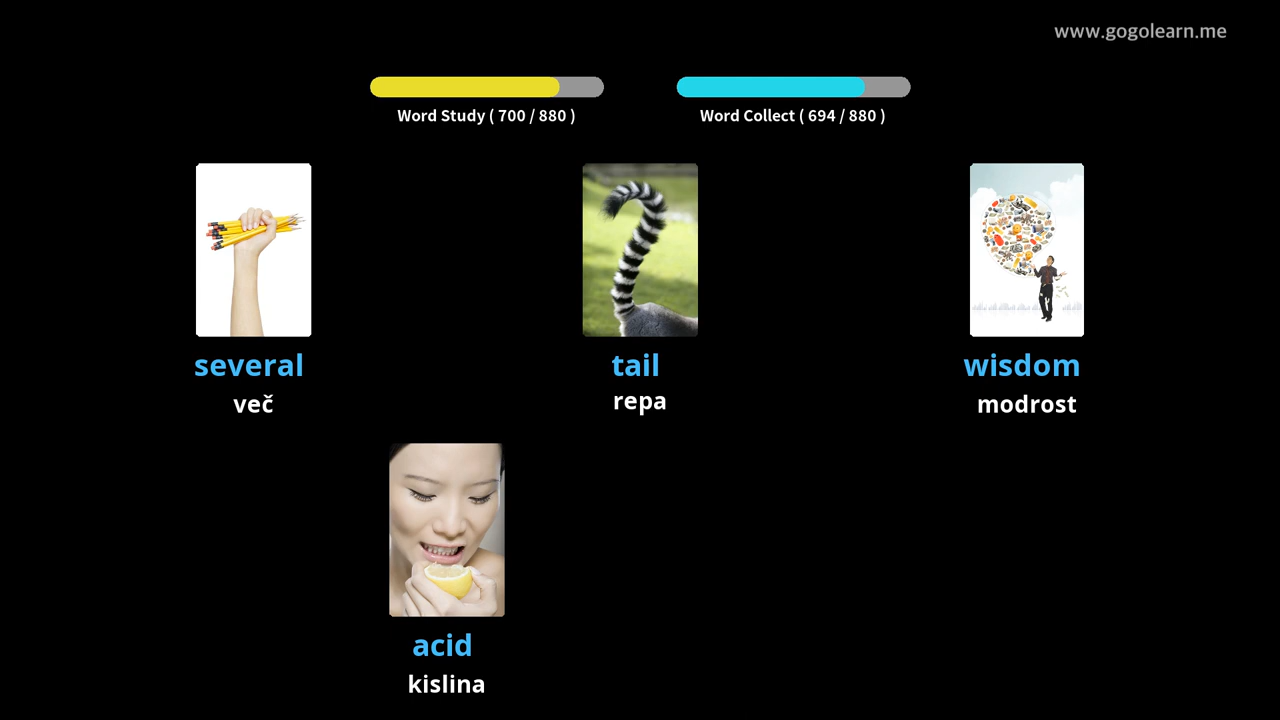 www.gogolearn.me
Word Study ( 700 / 880 )
Word Collect ( 694 / 880 )
several
več
tail
repa
wisdom
modrost
acid
kislina